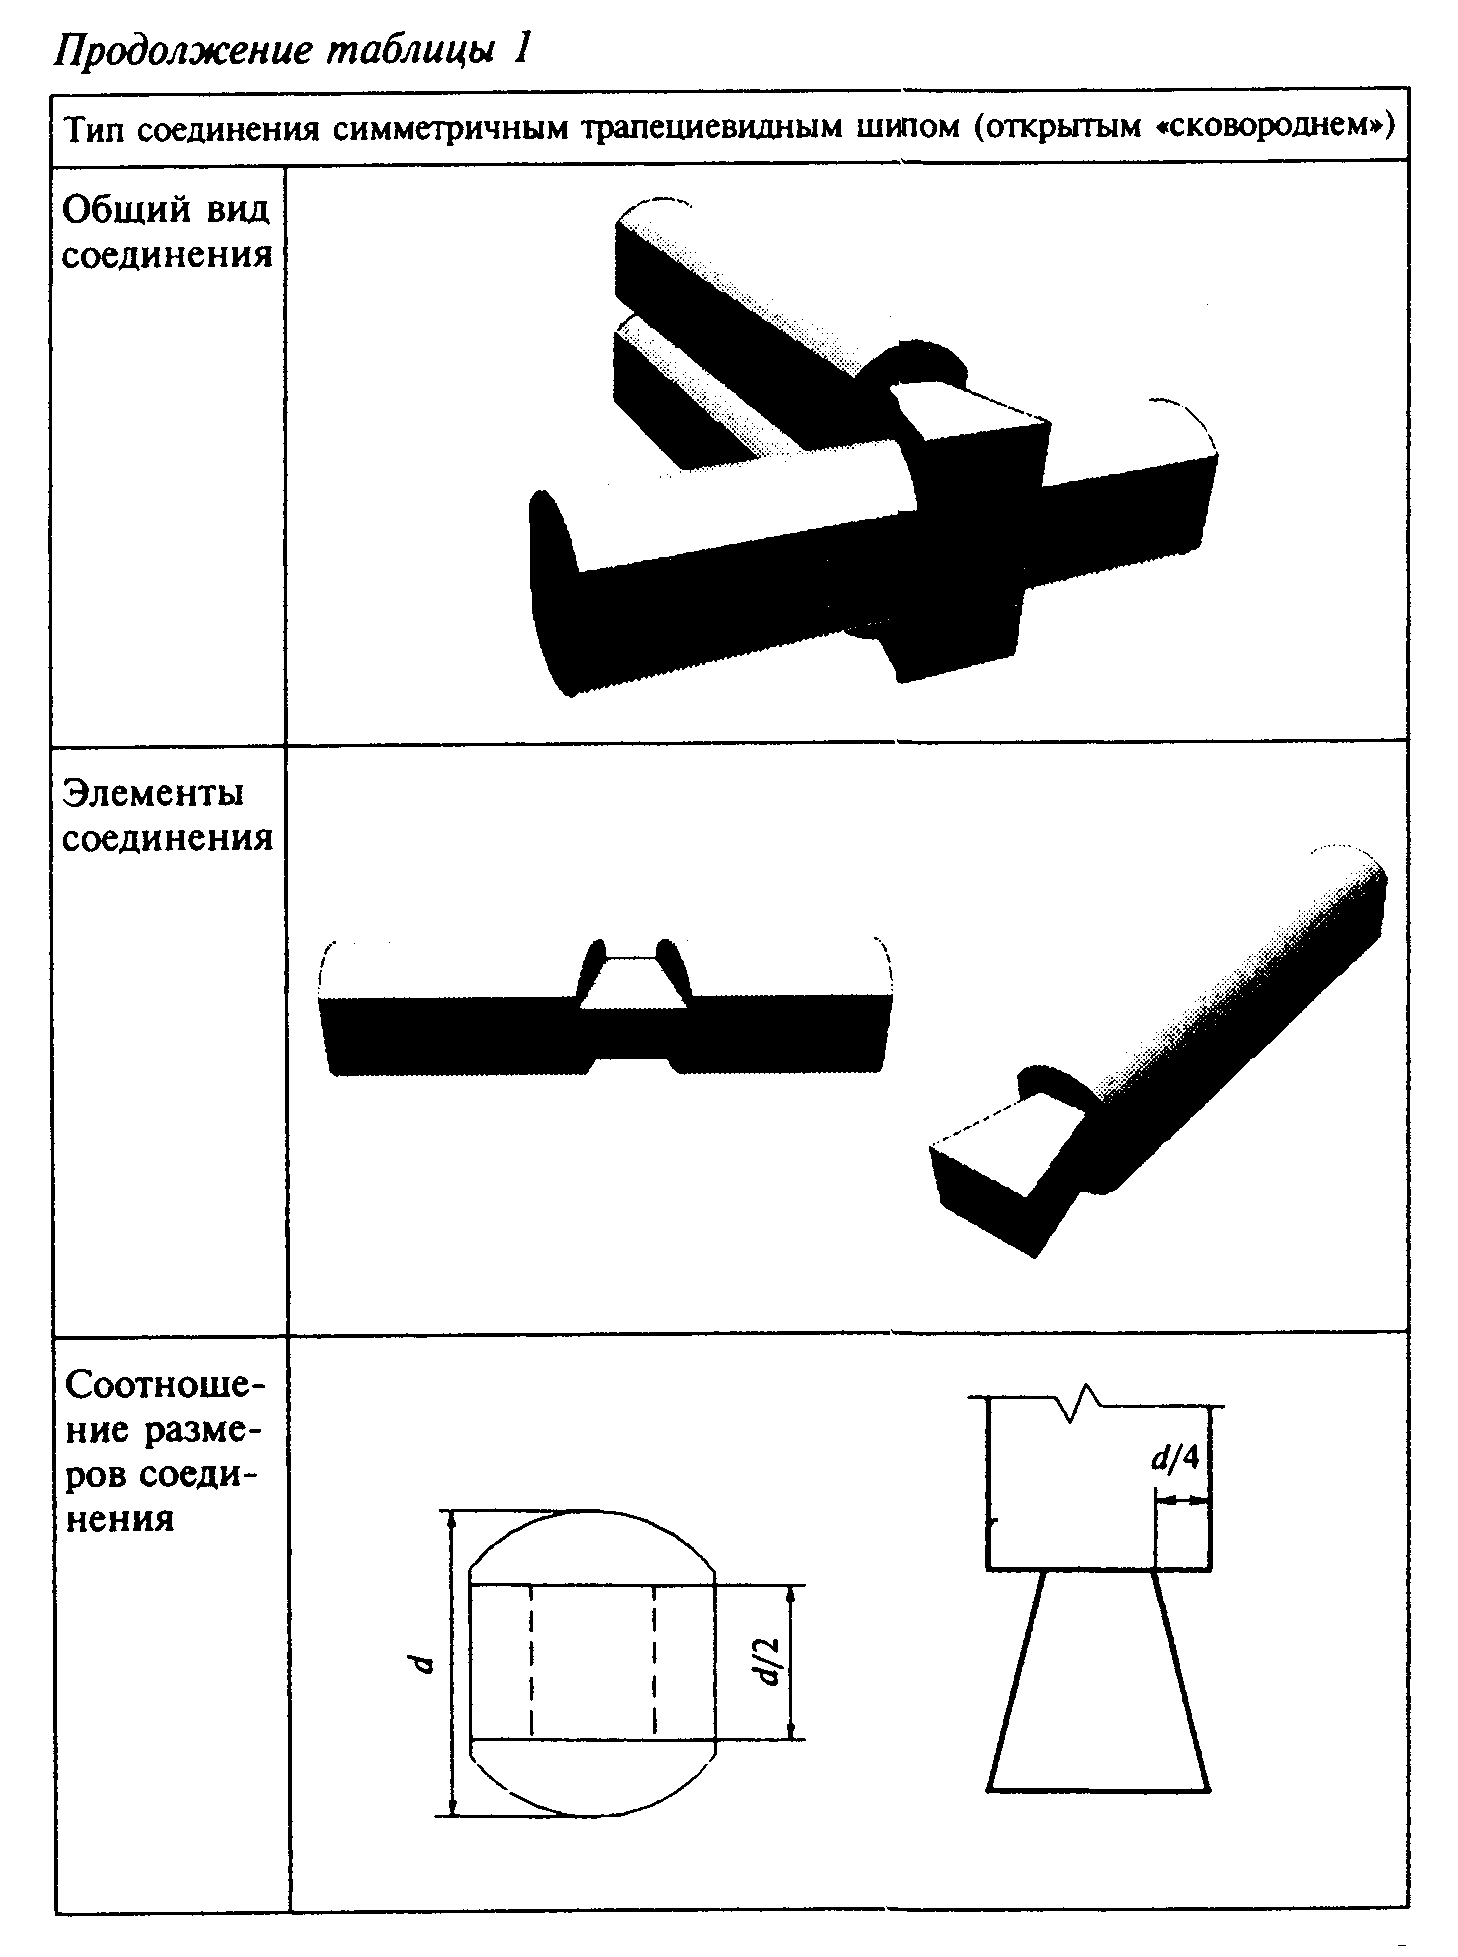 Продолжение таблицы 1
Тип соединения симметричным трапециевидным шипом (открытым «сковороднем»)
Общий вид
соединения
Элементы
соединения
Соотноше-
ние разме-
ров соеди-
нения
d/4
d
d/2